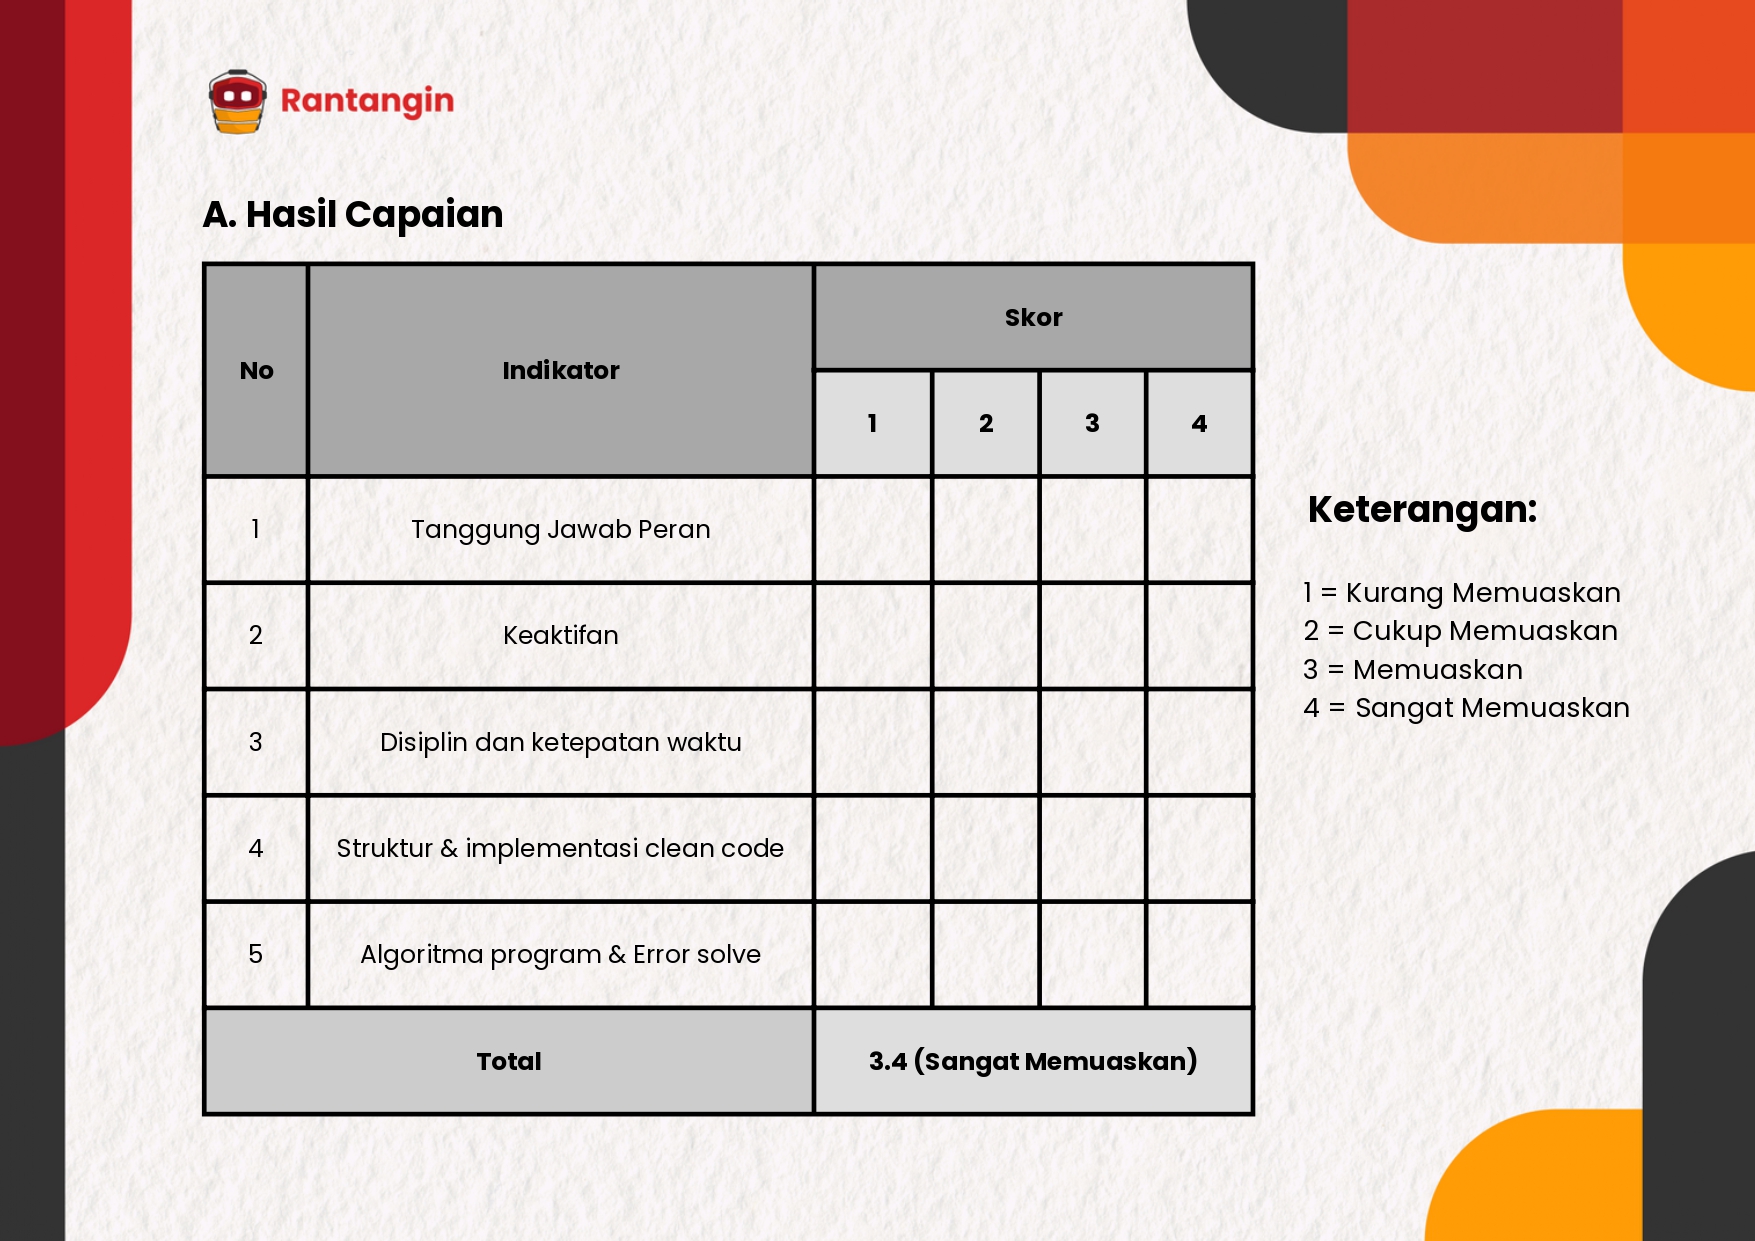 Rantangin
A. Hasil Capaian
No
Indikator
Skor
1 2 3 4
1 Tanggung Jawab Peran
2 Keaktifan
3 Disiplin dan ketepatan waktu
4 Struktur & implementasi clean code
5 Algoritma program & Error solve
Total 3.4 (Sangat Memuaskan)
Keterangan:
1 = Kurang Memuaskan
2 = Cukup Memuaskan
3 = Memuaskan
4 = Sangat Memuaskan